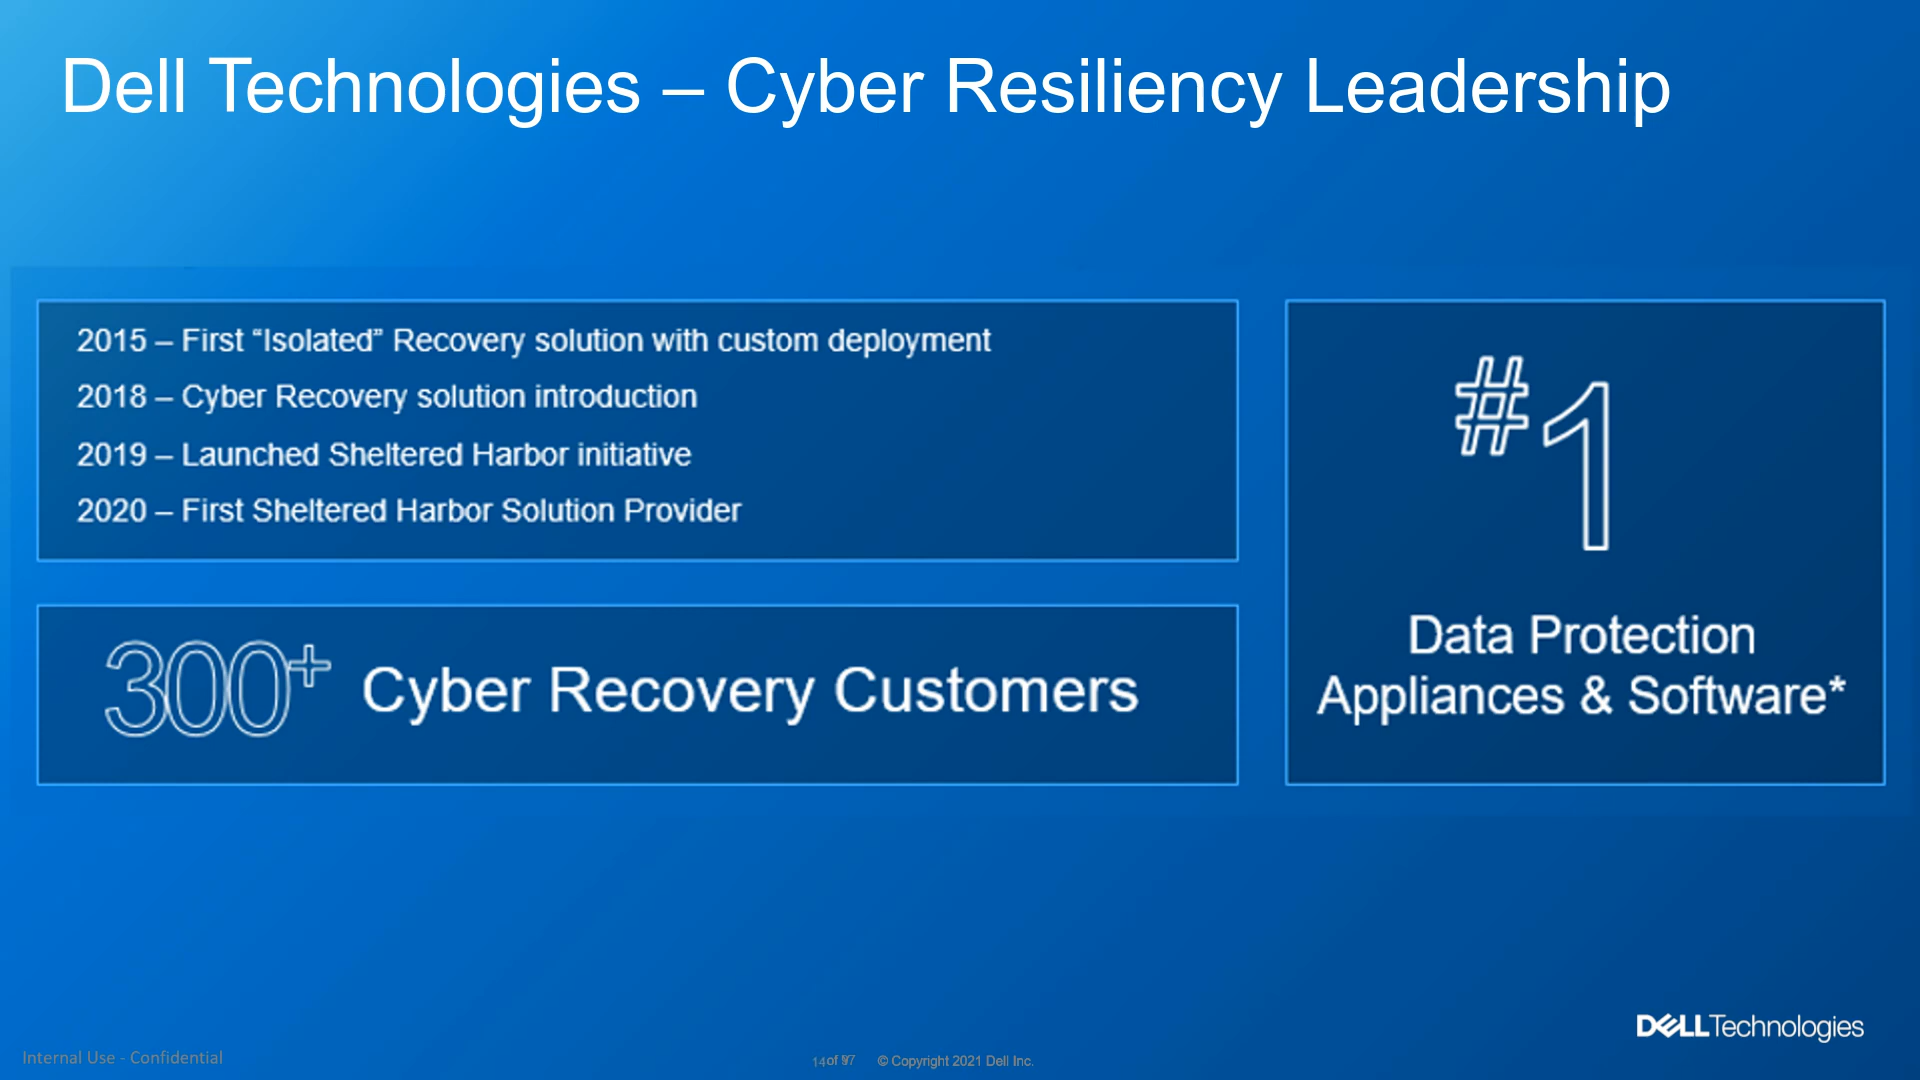 Dell Technologies – Cyber Resiliency Leadership
2015 – First “Isolated” Recovery solution with custom deployment
2018 – Cyber Recovery solution introduction
2019 – Launched Sheltered Harbor initiative
2020 – First Sheltered Harbor Solution Provider
300+ Cyber Recovery Customers
#1
Data Protection
Appliances & Software*
DELLTechnologies
Internal Use - Confidential
14 of
© Copyright 2021 Dell Inc.